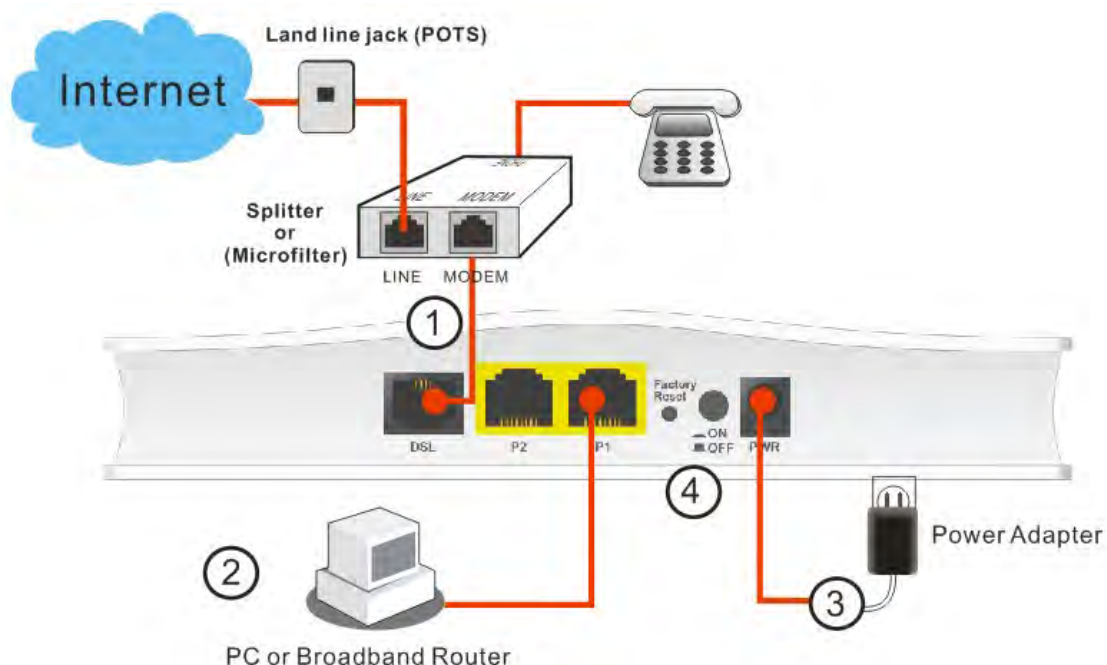 Land line jack (POTS)
Internet
LINE
MODEM
Splitter
or
(Microfilter)
LINE
MODEM
1
Factory
Reset
ON
OFF
DSL
P2
P1
PWR
4
2
3
Power Adapter
PC or Broadband Router